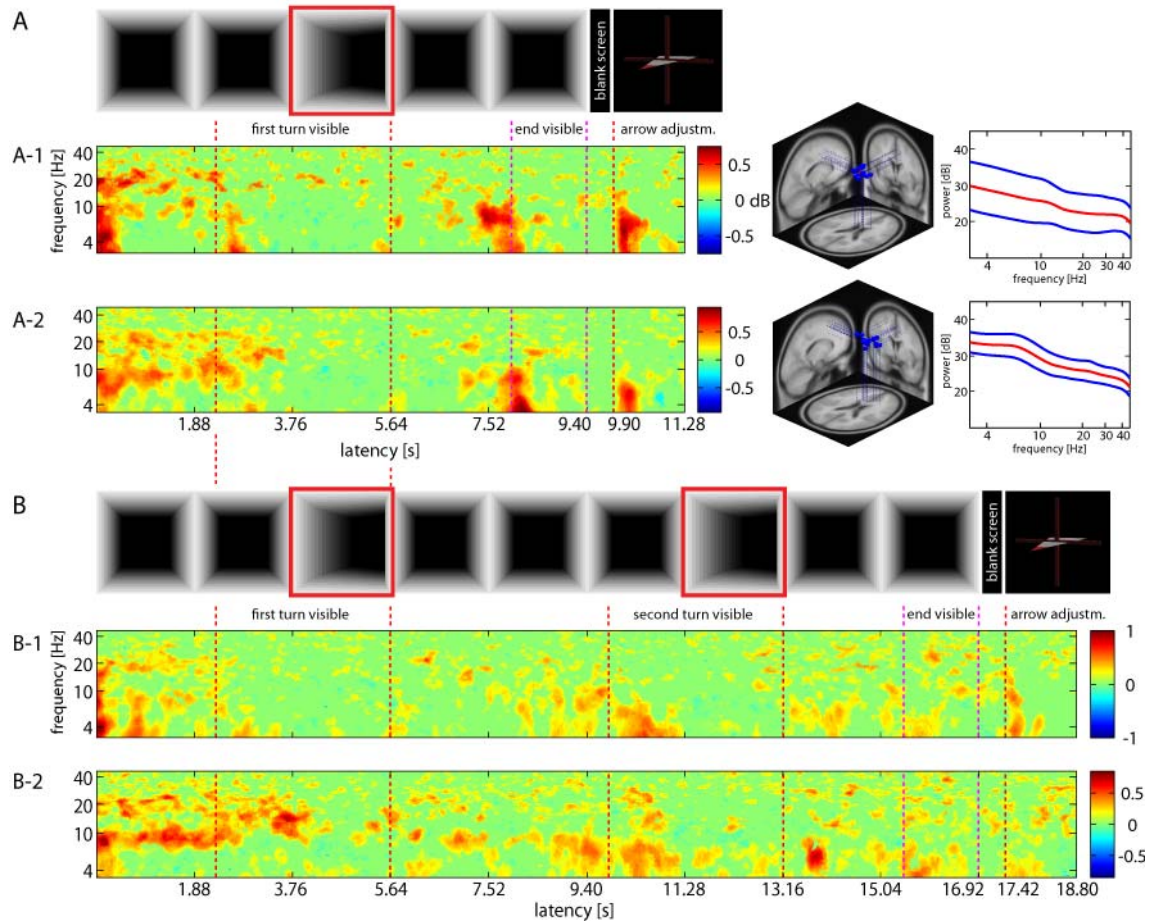 A
blank screen
first turn visible
end visible
arrow adjustm.
A-1
frequency [Hz]
40
20
10
4
0.5
0 dB
-0.5
power [dB]
40
30
20
4
10
20
30
40
frequency [Hz]
A-2
40
20
10
4
0.5
0
-0.5
1.88
3.76
5.64
7.52
9.40
9.90
11.28
latency [s]
power [dB]
40
30
20
4
10
20
30
40
frequency [Hz]
B
blank screen
first turn visible
second turn visible
end visible
arrow adjustm.
B-1
frequency [Hz]
40
20
10
4
1
0
-1
B-2
40
20
10
4
0.5
0
-0.5
1.88
3.76
5.64
7.52
9.40
11.28
13.16
15.04
16.92
17.42
18.80
latency [s]